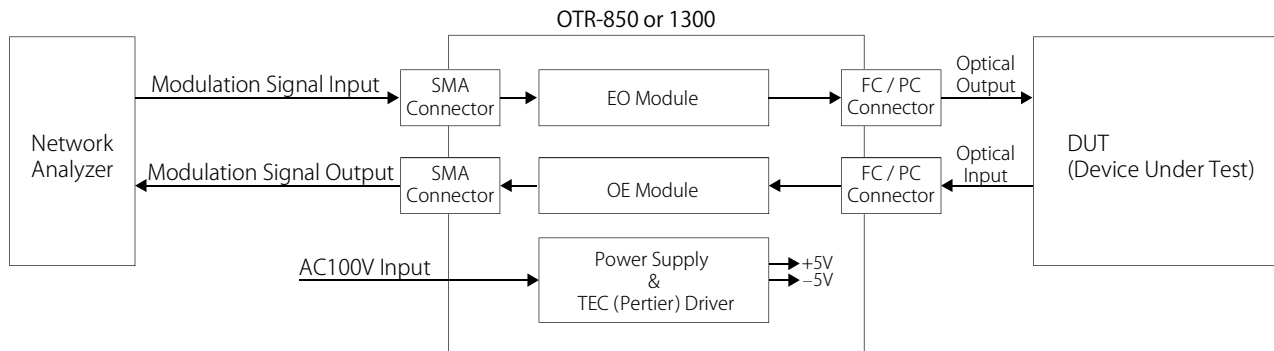 OTR-850 or 1300
Network
Analyzer
Modulation Signal Input
SMA
Connector
EO Module
FC / PC
Connector
Optical
Output
DUT
(Device Under Test)
Modulation Signal Output
SMA
Connector
OE Module
FC / PC
Connector
Optical
Input
AC100V Input
Power Supply
&
TEC (Pertier) Driver
+5V
−5V